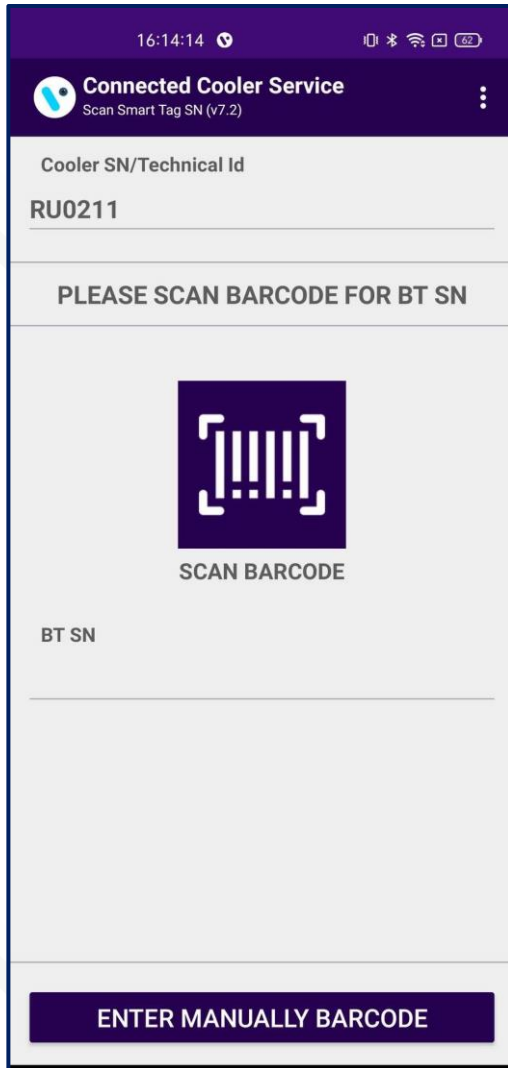 16:14:14
62
Connected Cooler Service
Scan Smart Tag SN (v7.2)
Cooler SN/Technical Id
RU0211
PLEASE SCAN BARCODE FOR BT SN
SCAN BARCODE
BT SN
ENTER MANUALLY BARCODE